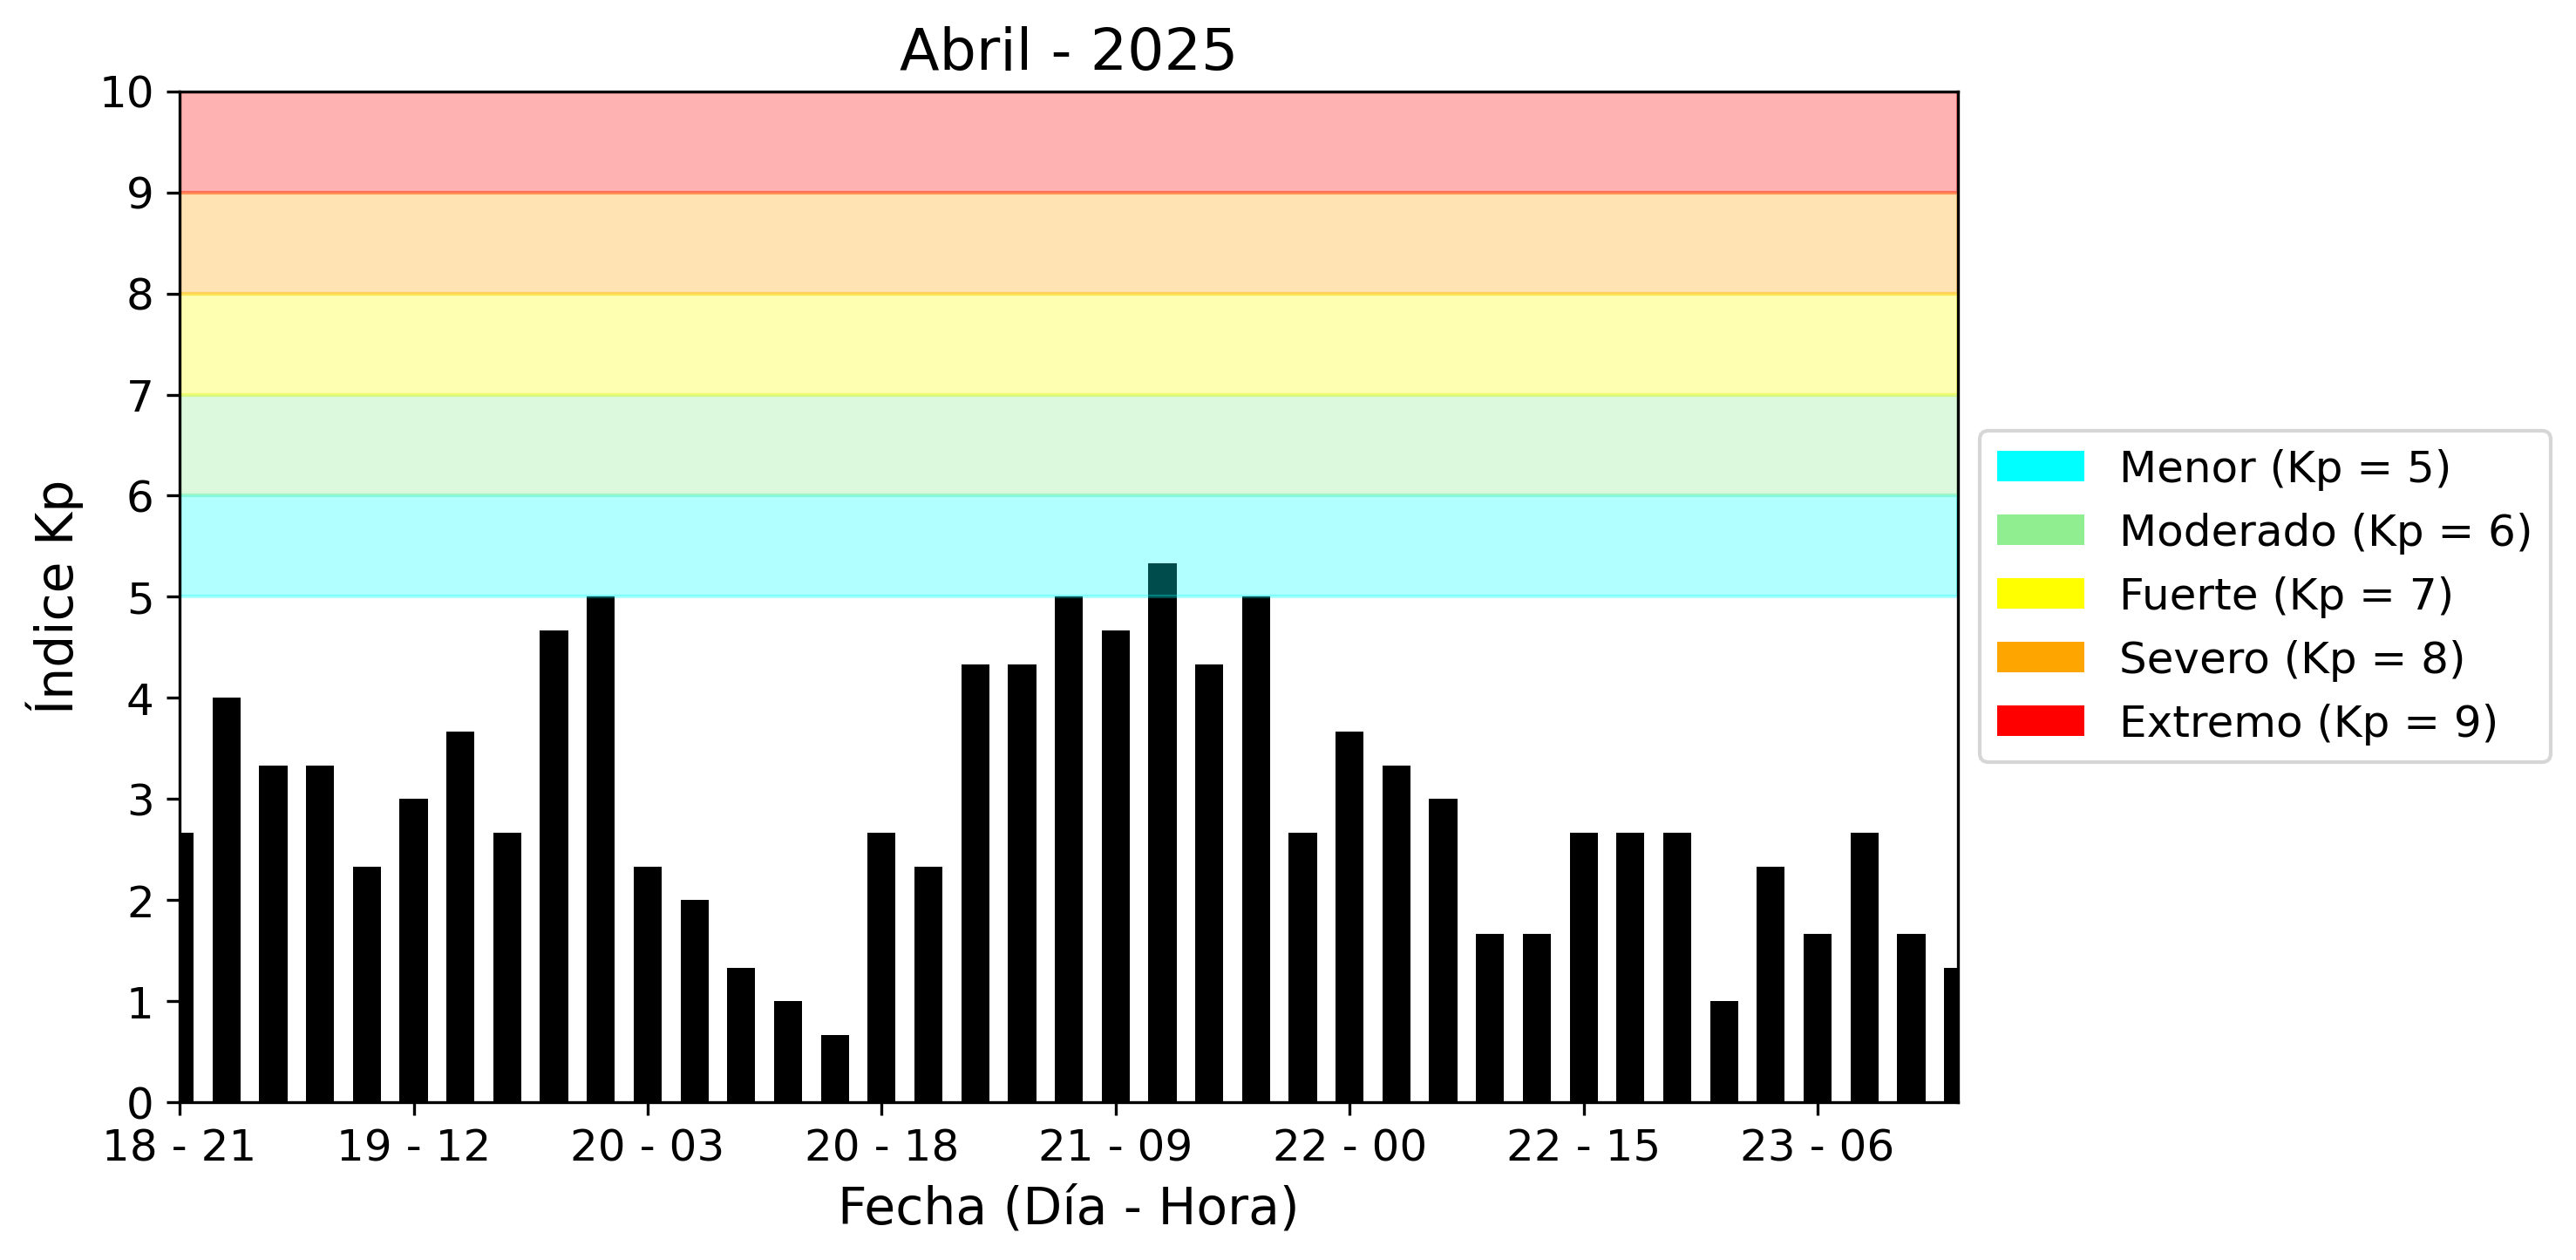 Abril - 2025
10
9
8
7
6
5
4
3
2
1
0
Índice Kp
18 - 21
19 - 12
20 - 03
20 - 18
21 - 09
22 - 00
22 - 15
23 - 06
Fecha (Día - Hora)
Menor (Kp = 5)
Moderado (Kp = 6)
Fuerte (Kp = 7)
Severo (Kp = 8)
Extremo (Kp = 9)